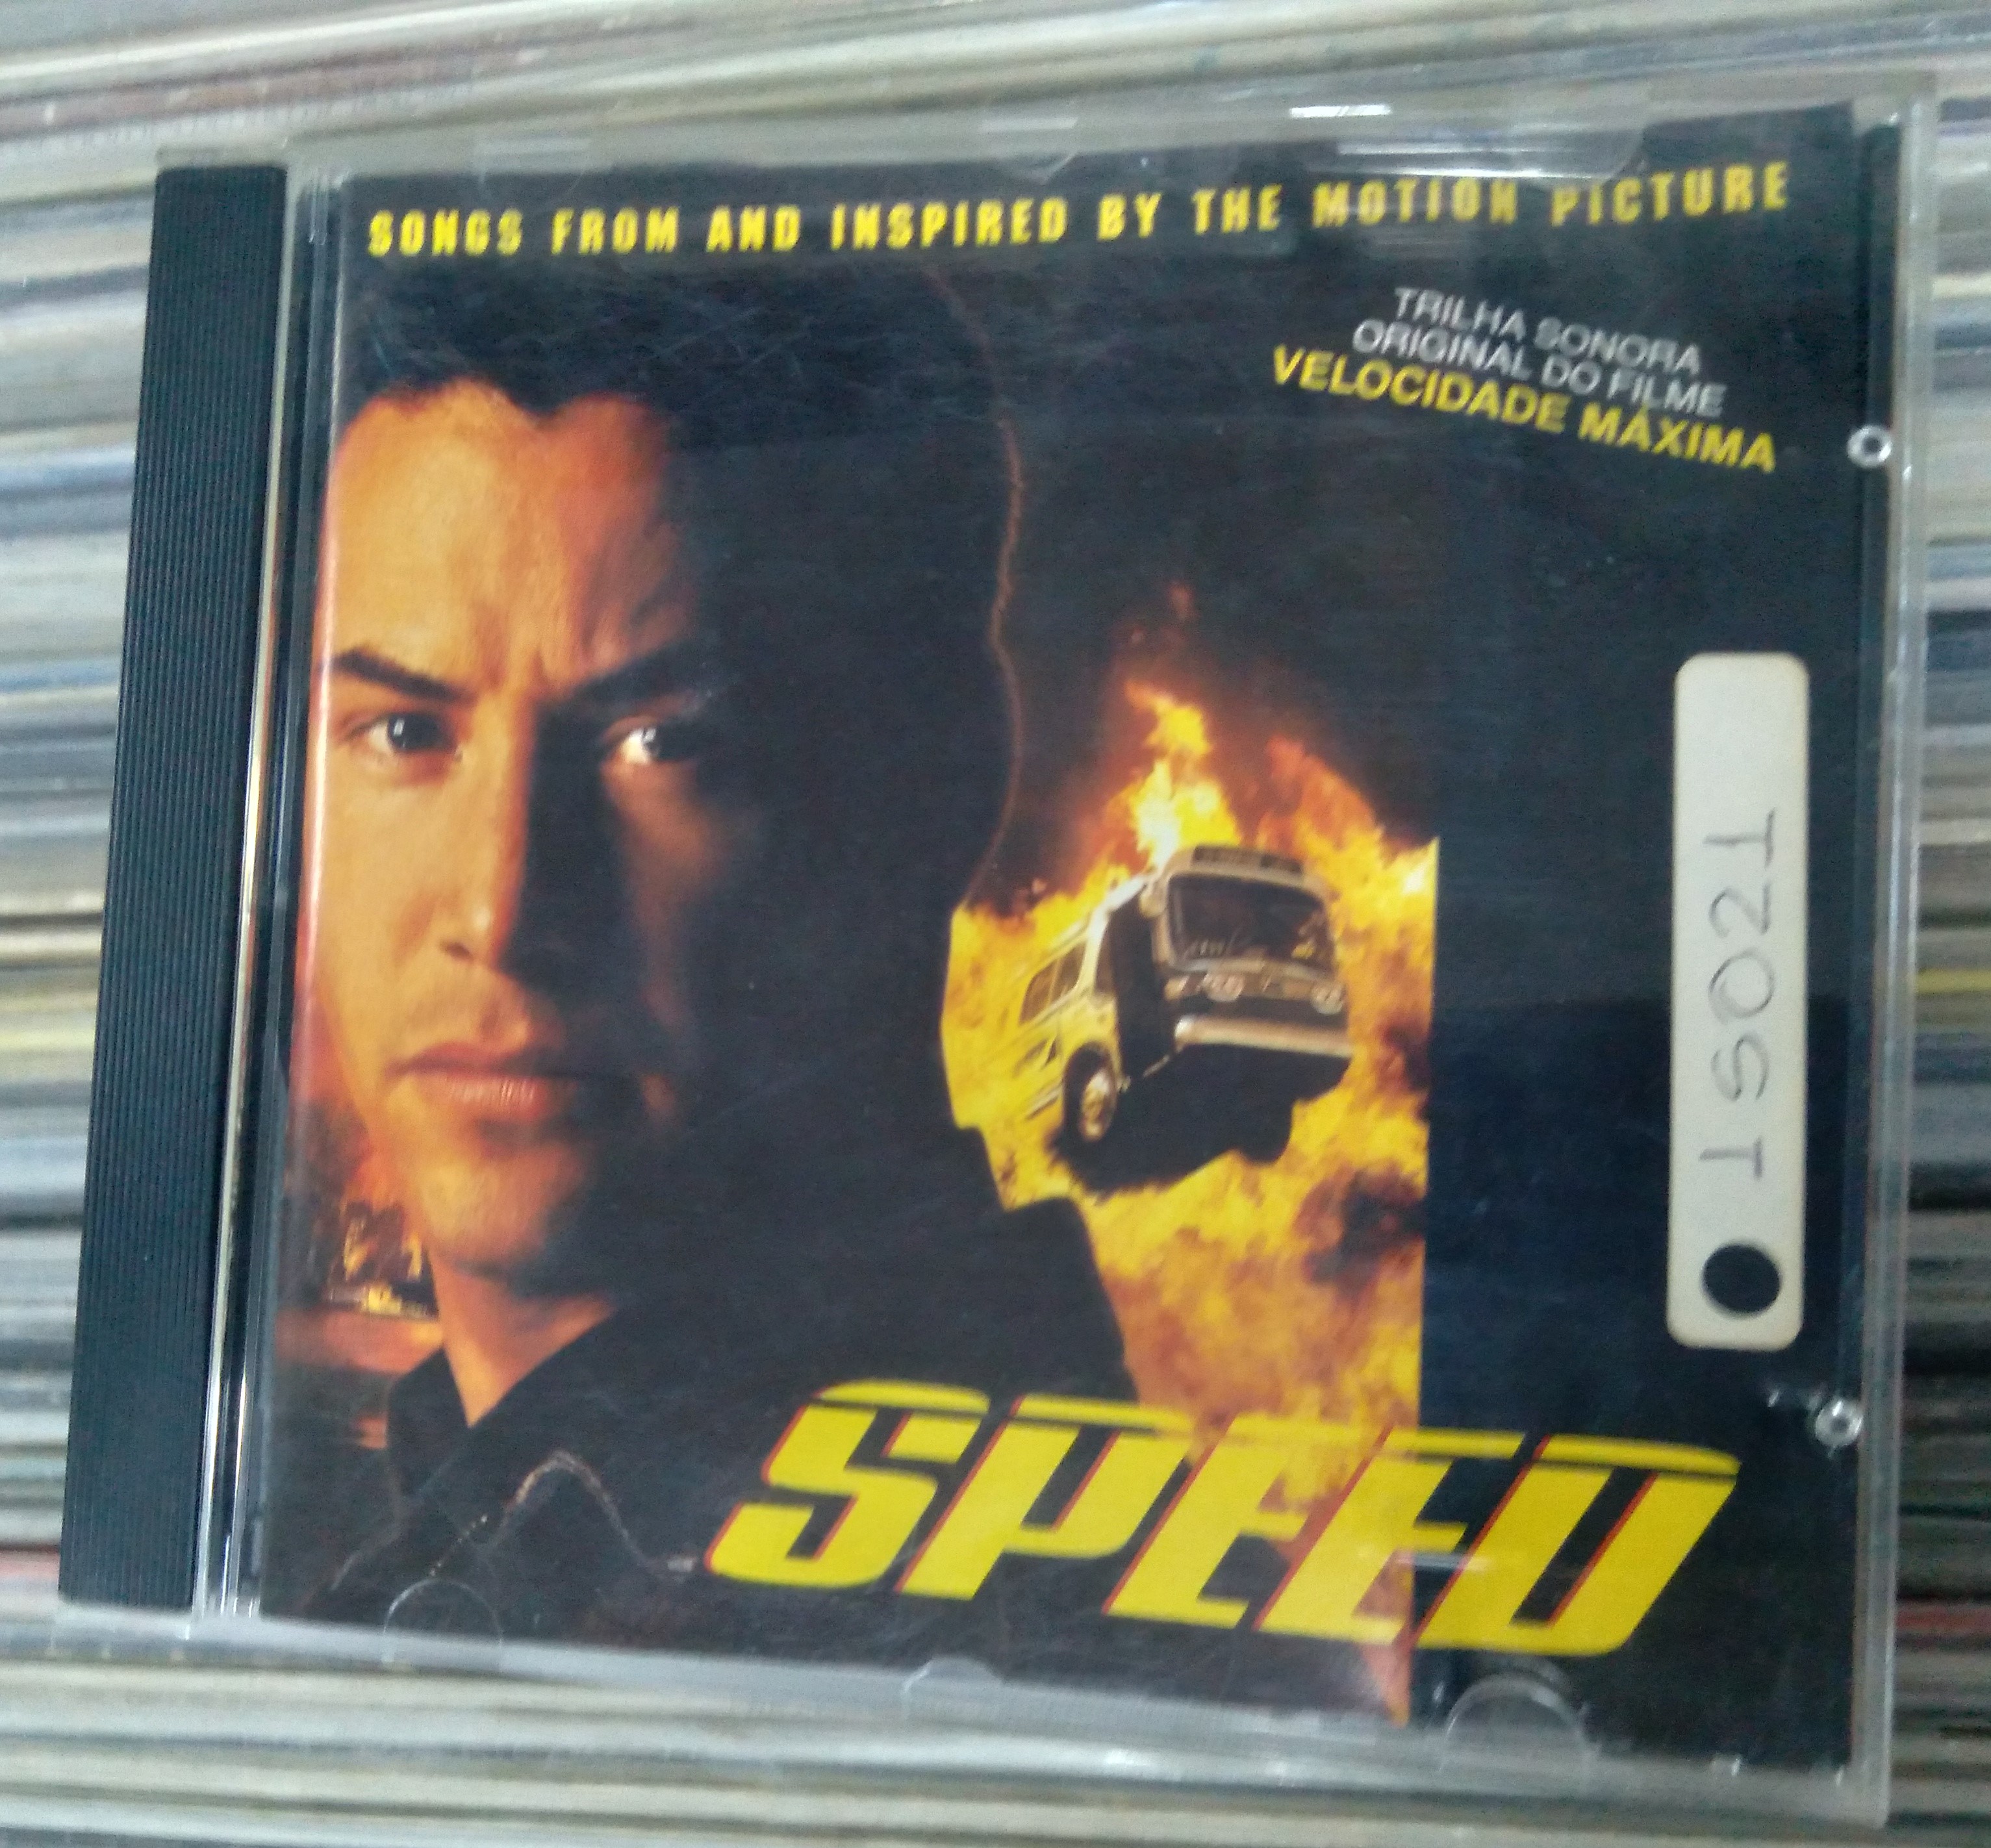 SONGS FROM AND INSPIRED BY THE MOTION PICTURE
TRILHA SONORA
ORIGINAL DO FILME
VELOCIDADE MÁXIMA
SPEED